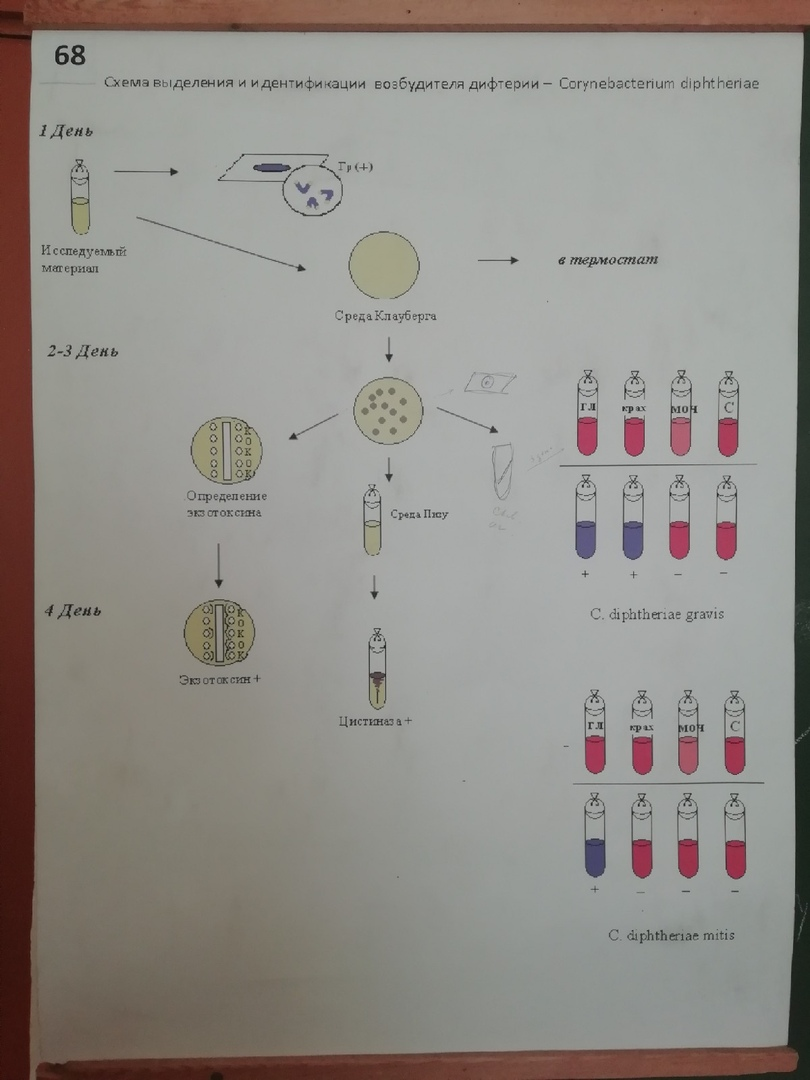 68
Схема выделения и идентификации возбудителя дифтерии – Corynebacterium diphtheriae
1 День
Гр(+)
Исследуемый
материал
в термостат
Среда Клауберга
2-3 День
гл крах моч С
К
О
К
О
К
Определение
экзотоксина
Среда Пизу
+ + – –
4 День
C. diphtheriae gravis
К
О
К
О
К
Экзотоксин+
Цистиназа+
гл крах моч С
+ – – –
C. diphtheriae mitis